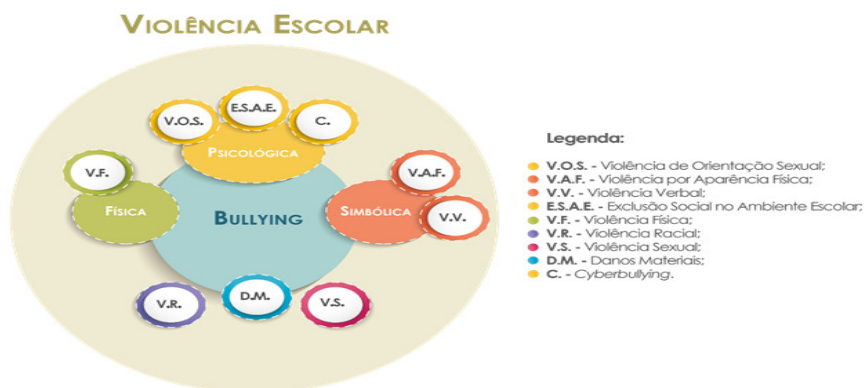 VIOLÊNCIA ESCOLAR
E.S.A.E.
V.O.S.
C.
PSICOLÓGICA
V.F.
V.A.F.
FÍSICA
BULLYING
SIMBÓLICA
V.V.
V.R.
D.M.
V.S.
Legenda:
V.O.S. - Violência de Orientação Sexual;
V.A.F. - Violência por Aparência Física;
V.V. - Violência Verbal;
E.S.A.E. - Exclusão Social no Ambiente Escolar;
V.F. - Violência Física;
V.R. - Violência Racial;
V.S. - Violência Sexual;
D.M. - Danos Materiais;
C. - Cyberbullying.